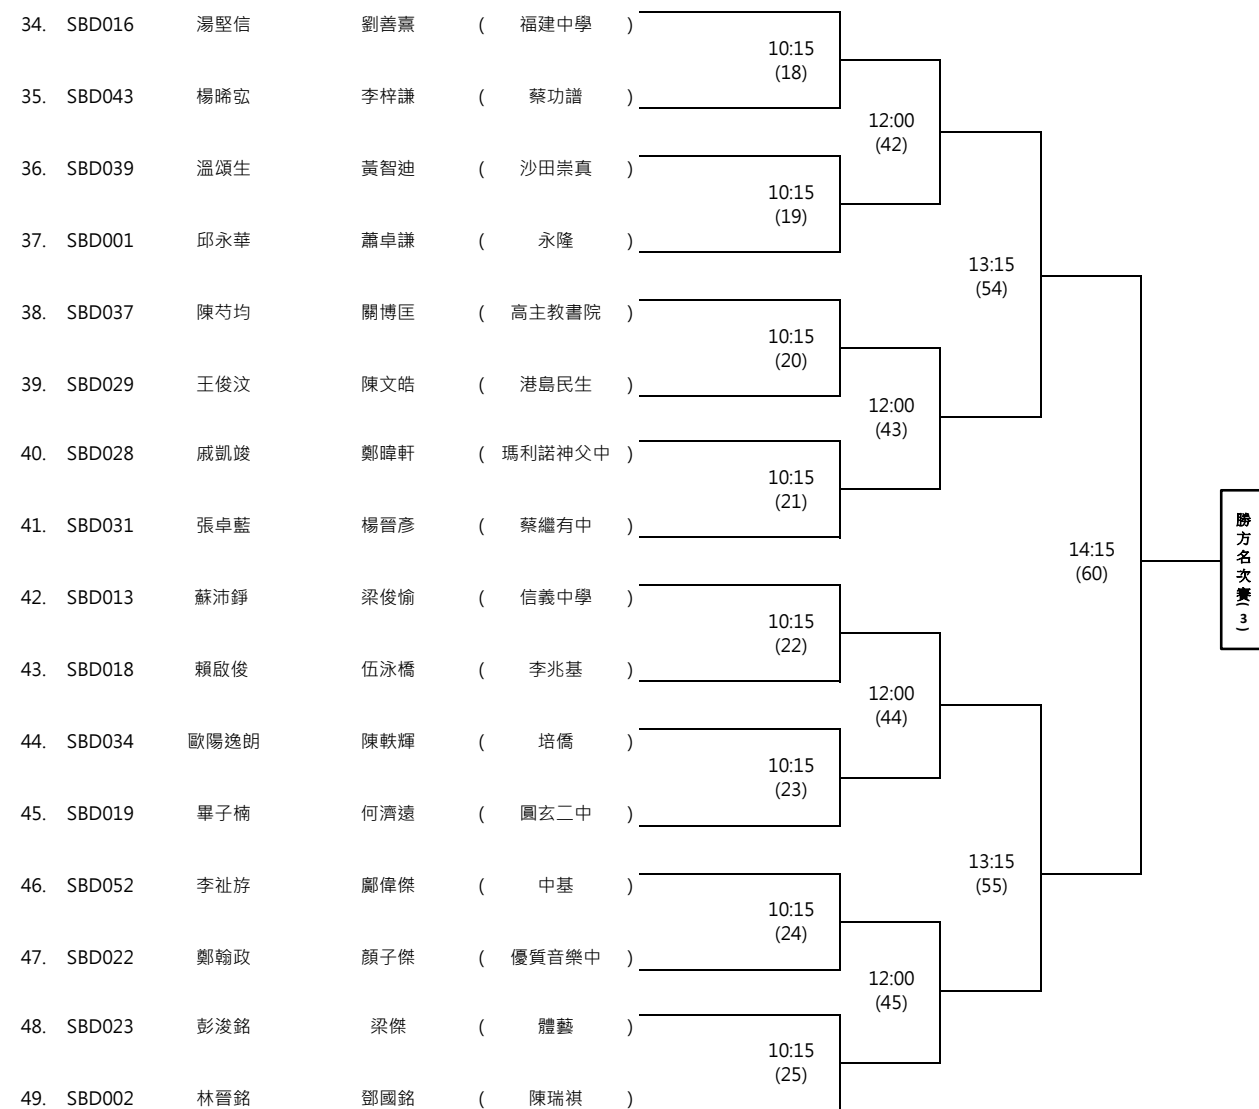 34. SBD016 湯堅信 劉善熹 ( 福建中學 )
10:15
(18)
35. SBD043 楊晞宖 李梓謙 ( 蔡功譜 )
12:00
(42)
36. SBD039 溫頌生 黃智迪 ( 沙田崇真 )
10:15
(19)
37. SBD001 邱永華 蕭卓謙 ( 永隆 )
13:15
(54)
38. SBD037 陳芍均 關博匡 ( 高主教書院 )
10:15
(20)
39. SBD029 王俊汶 陳文皓 ( 港島民生 )
12:00
(43)
40. SBD028 戚凱竣 鄭暐軒 ( 瑪利諾神父中 )
10:15
(21)
41. SBD031 張卓藍 楊晉彥 ( 蔡繼有中 )
14:15
(60)
勝方名次賽(3)
42. SBD013 蘇沛錚 梁俊愉 ( 信義中學 )
10:15
(22)
43. SBD018 賴啟俊 伍泳橋 ( 李兆基 )
12:00
(44)
44. SBD034 歐陽逸朗 陳軼輝 ( 培僑 )
10:15
(23)
45. SBD019 畢子楠 何濟遠 ( 圓玄二中 )
13:15
(55)
46. SBD052 李祉斿 鄺偉傑 ( 中基 )
10:15
(24)
47. SBD022 鄭翰政 顏子傑 ( 優質音樂中 )
12:00
(45)
48. SBD023 彭浚銘 梁傑 ( 體藝 )
10:15
(25)
49. SBD002 林晉銘 鄧國銘 ( 陳瑞祺 )